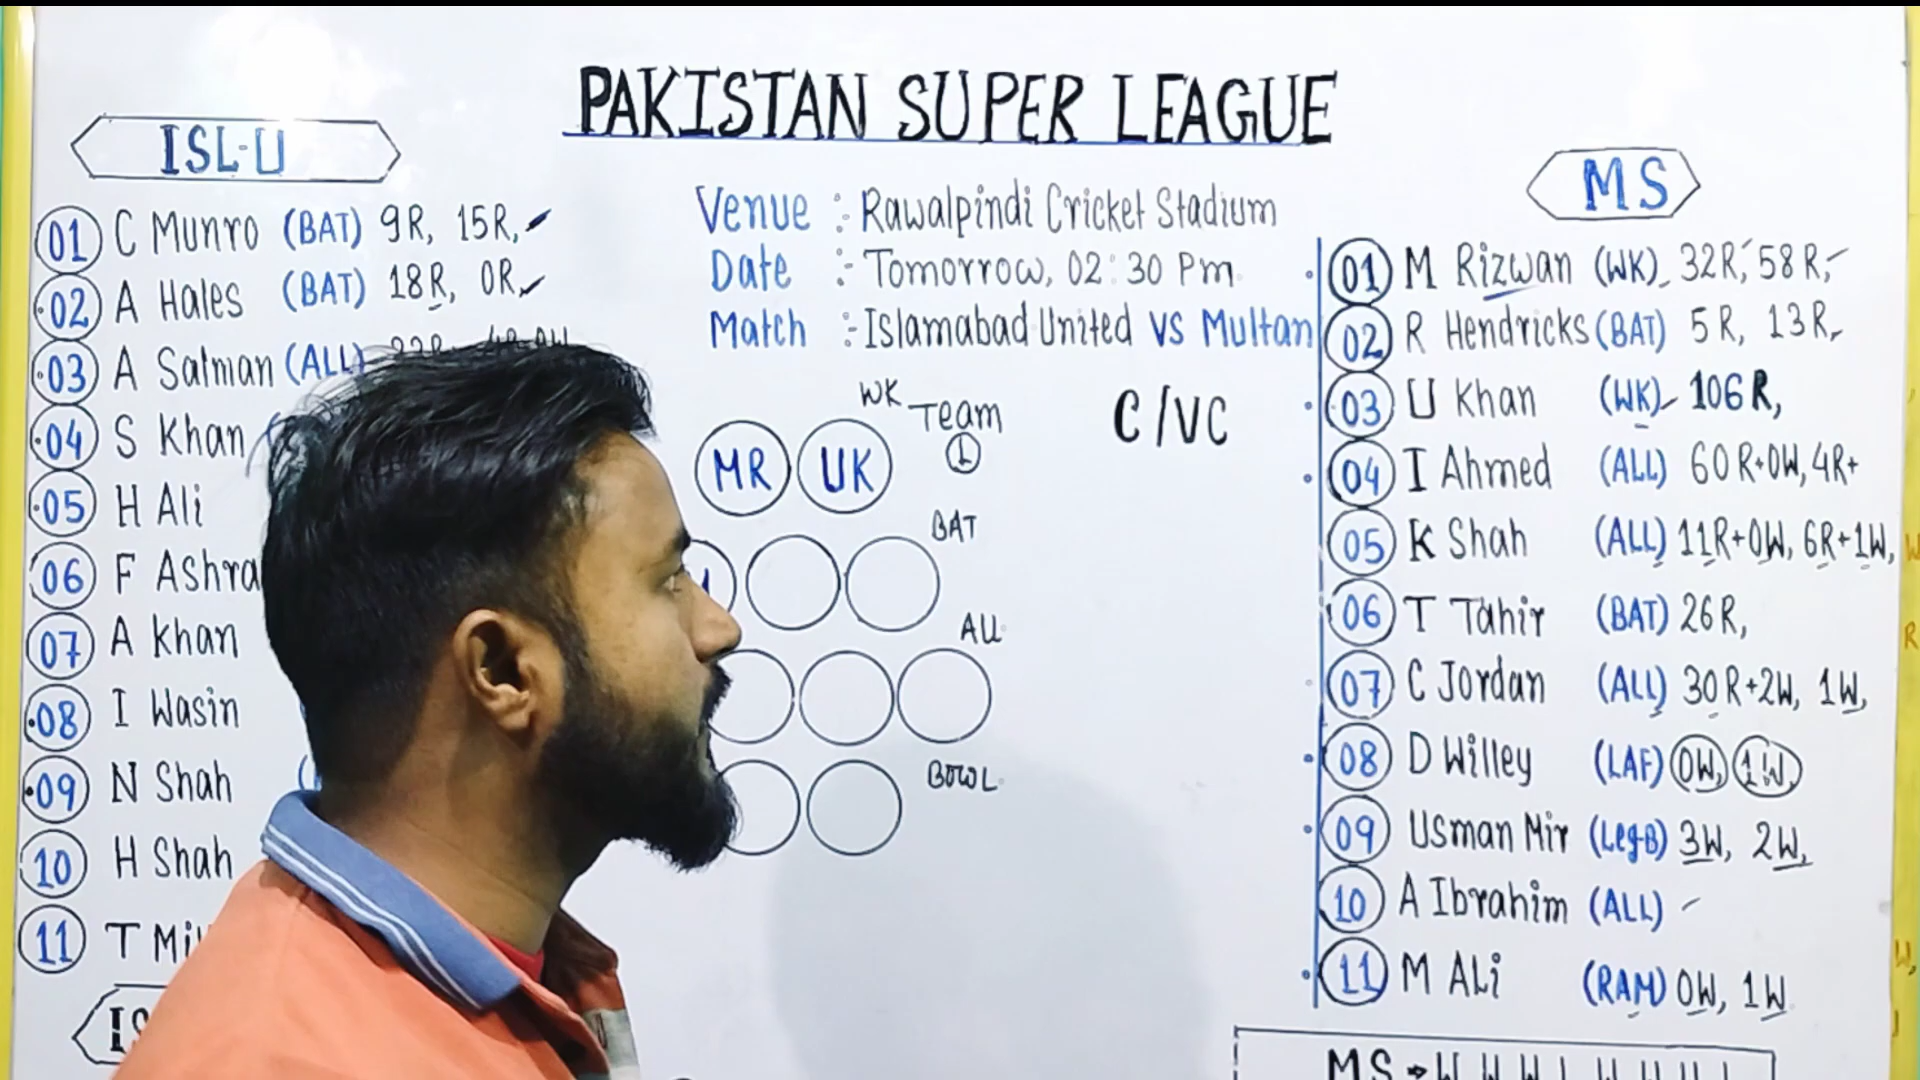 PAKISTAN SUPER LEAGUE
ISL-U
01 C Munro (BAT) 9R, 15R,
02 A Hales (BAT) 18R, 0R,
03 A Salman (ALL)
04 S Khan
05 H Ali
06 F Ashra
07 A Khan
08 I Wasin
09 N Shah
10 H Shah
11 T Mil
Venue : Rawalpindi Cricket Stadium
Date :- Tomorrow, 02:30 Pm
Match :- Islamabad United VS Multan
WK Team 1
C/VC
MR UK
BAT
ALL
BOWL
MS
01 M Rizwan (WK) 32R, 58R,
02 R Hendricks (BAT) 5R, 13R,
03 U Khan (WK) 106R,
04 I Ahmed (ALL) 60R+0W, 4R+
05 K Shah (ALL) 11R+0W, 6R+1W,
06 T Tahir (BAT) 26R,
07 C Jordan (ALL) 30R+2W, 1W,
08 D Willey (LAF) 0W, 1W,
09 Usman Mir (Leg-B) 3W, 2W,
10 A Ibrahim (ALL) -
11 M ALi (RAM) 0W, 1W
MS →